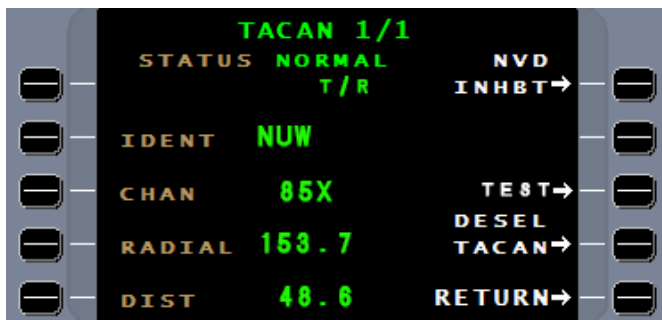 TACAN 1/1
STATUS NORMAL NVD
T/R INHBT→
IDENT NUW
CHAN 85X TEST→
DESEL
RADIAL 153.7 TACAN→
DIST 48.6 RETURN→